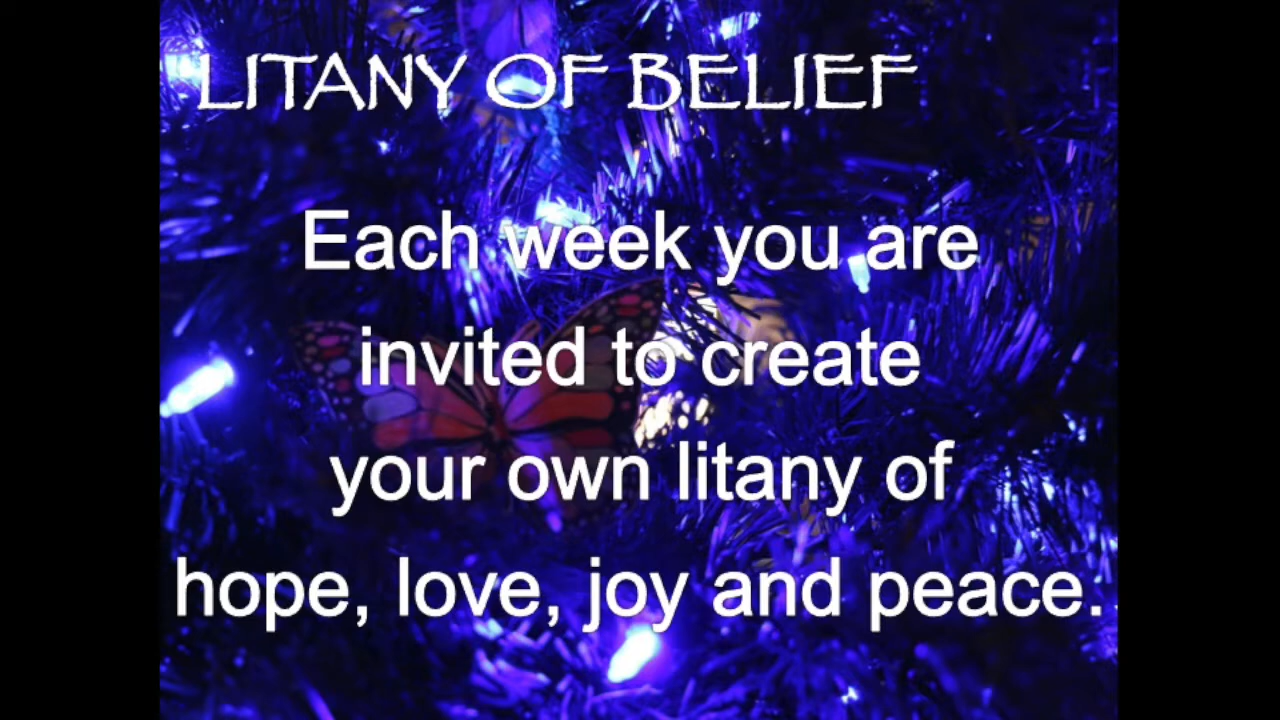 LITANY OF BELIEF
Each week you are
invited to create
your own litany of
hope, love, joy and peace.